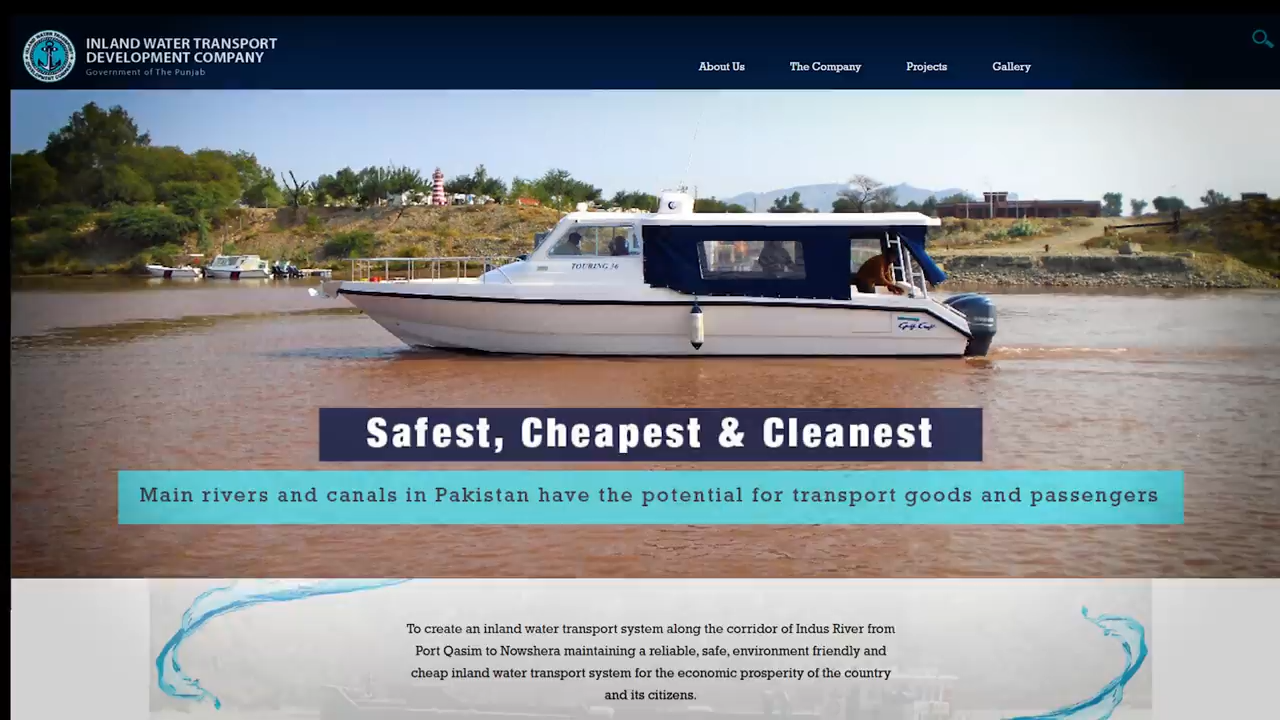 INLAND WATER TRANSPORT
DEVELOPMENT COMPANY
Government of The Punjab
About Us
The Company
Projects
Gallery
TOURING 36
Gulf Craft
Safest, Cheapest & Cleanest
Main rivers and canals in Pakistan have the potential for transport goods and passengers
To create an inland water transport system along the corridor of Indus River from
Port Qasim to Nowshera maintaining a reliable, safe, environment friendly and
cheap inland water transport system for the economic prosperity of the country
and its citizens.